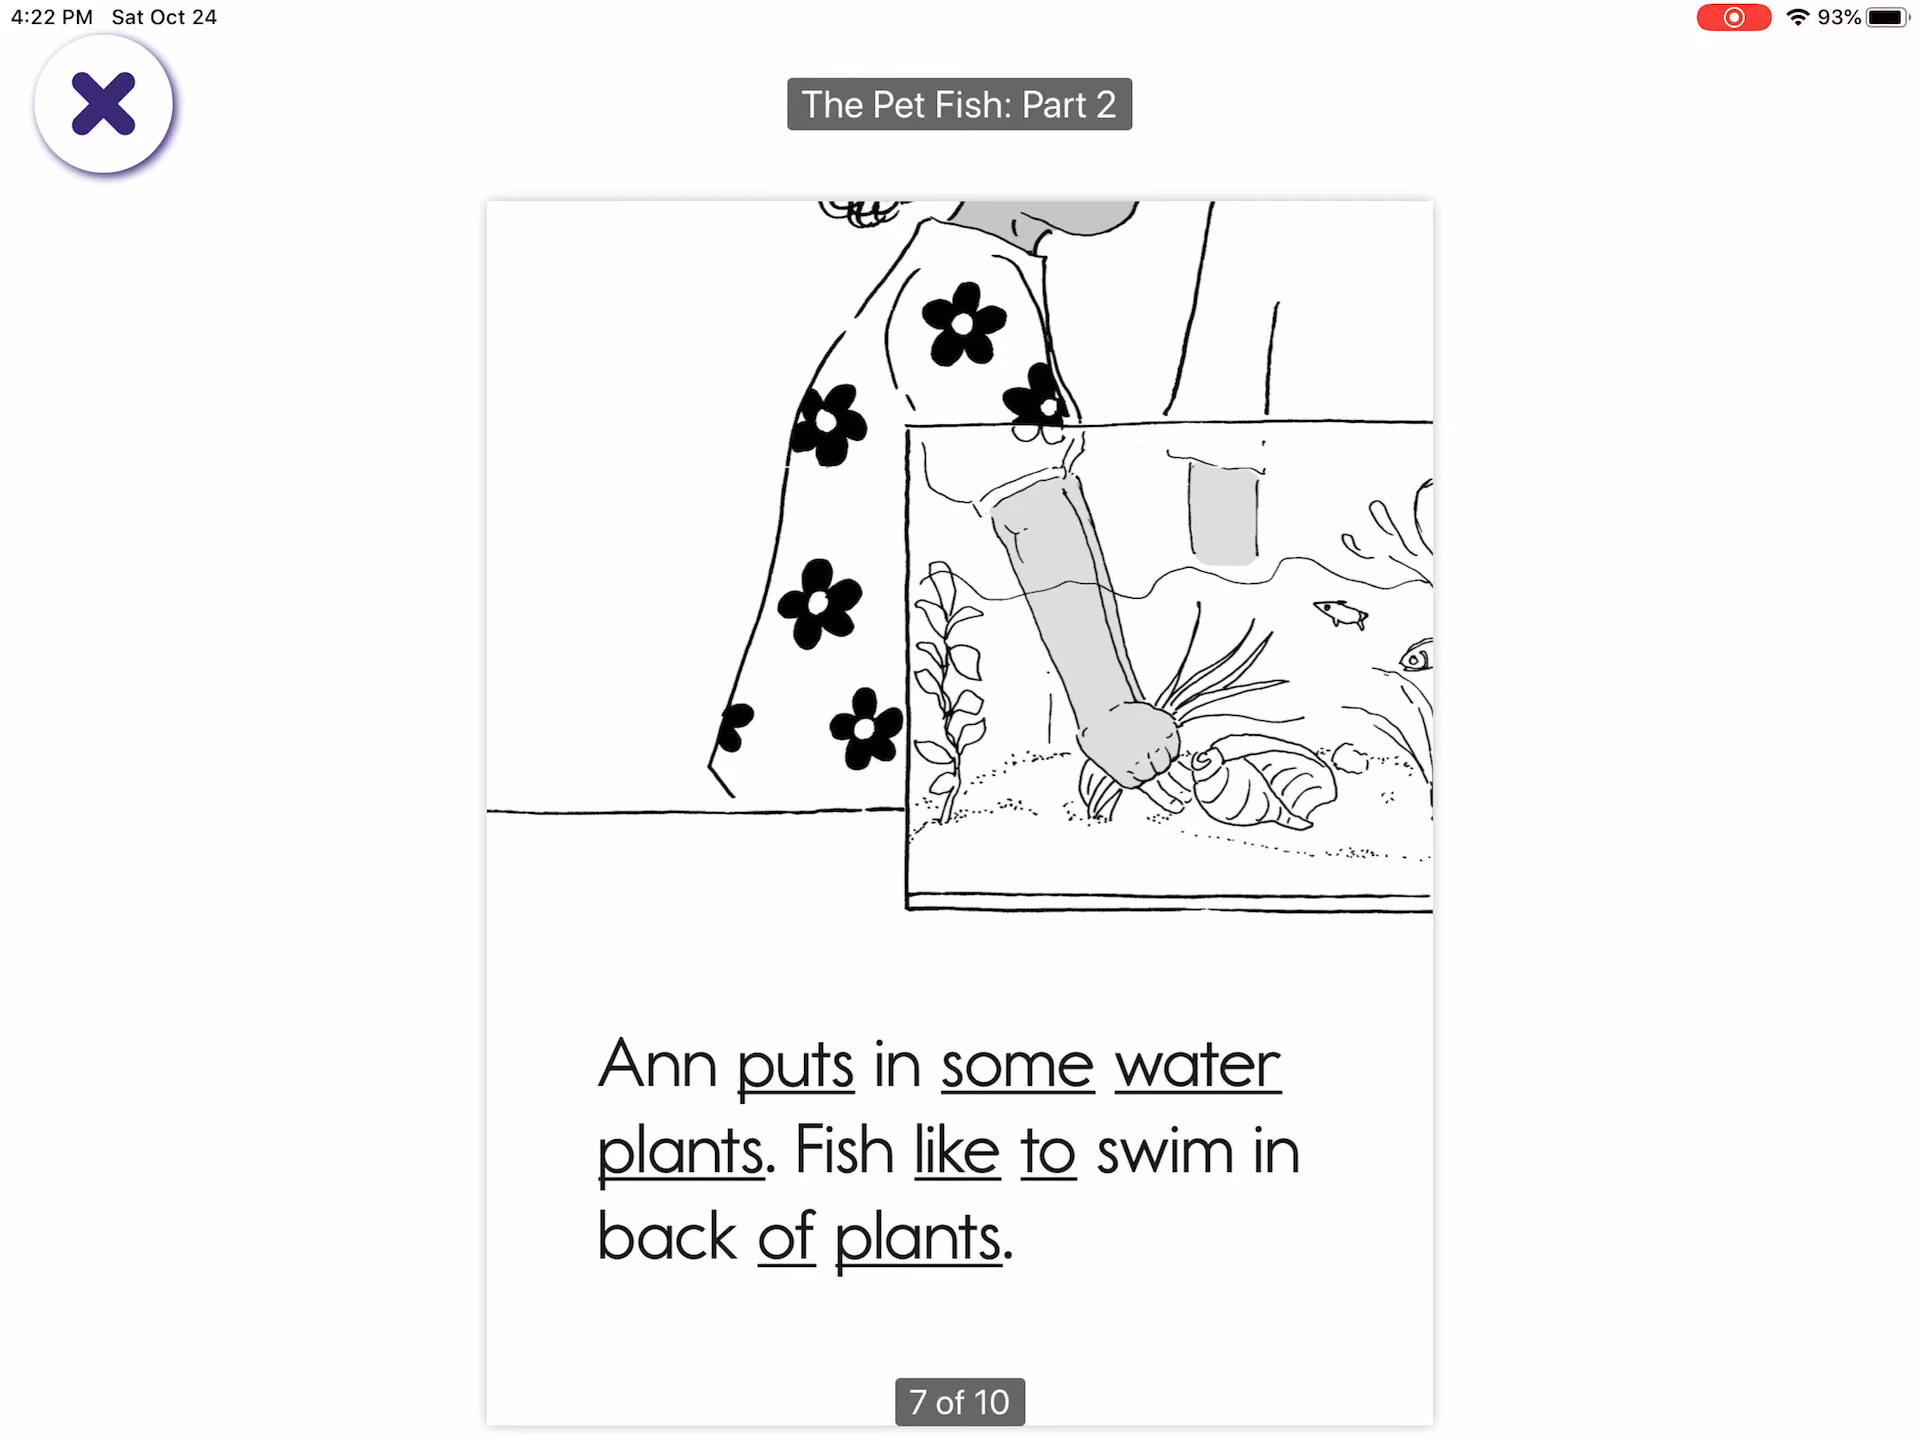 4:22 PM Sat Oct 24
93%
The Pet Fish: Part 2
Ann puts in some water
plants. Fish like to swim in
back of plants.
7 of 10